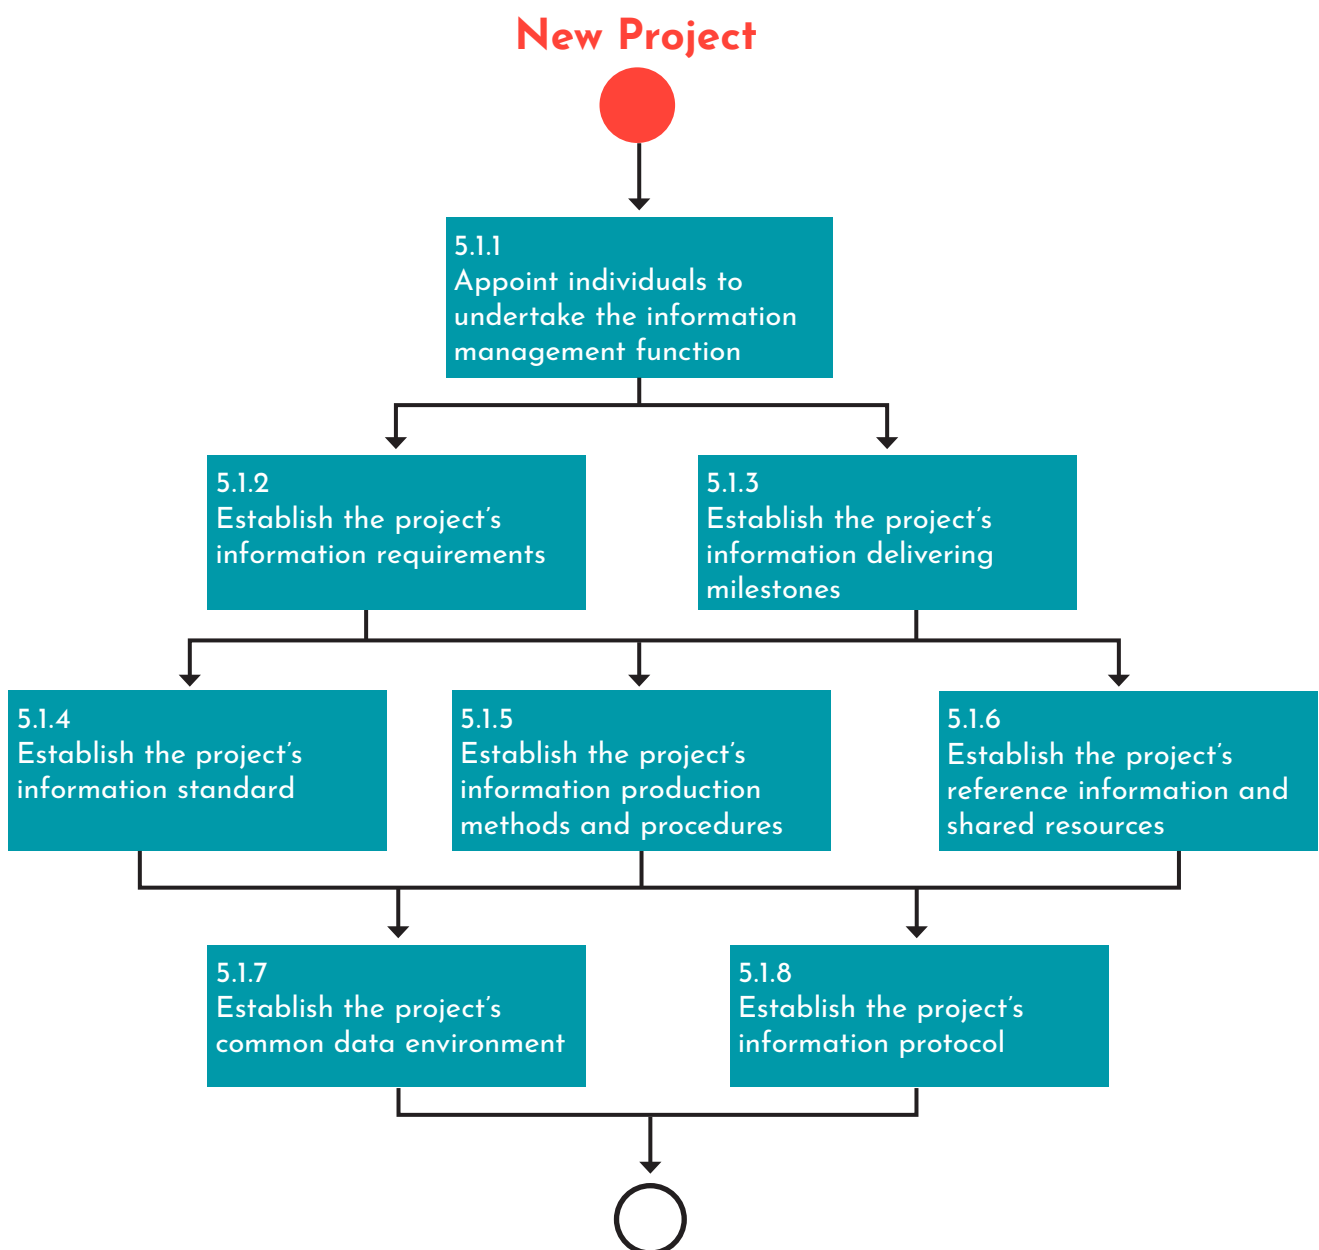 New Project
5.1.1
Appoint individuals to
undertake the information
management function
5.1.2
Establish the project’s
information requirements
5.1.3
Establish the project’s
information delivering
milestones
5.1.4
Establish the project’s
information standard
5.1.5
Establish the project’s
information production
methods and procedures
5.1.6
Establish the project’s
reference information and
shared resources
5.1.7
Establish the project’s
common data environment
5.1.8
Establish the project’s
information protocol